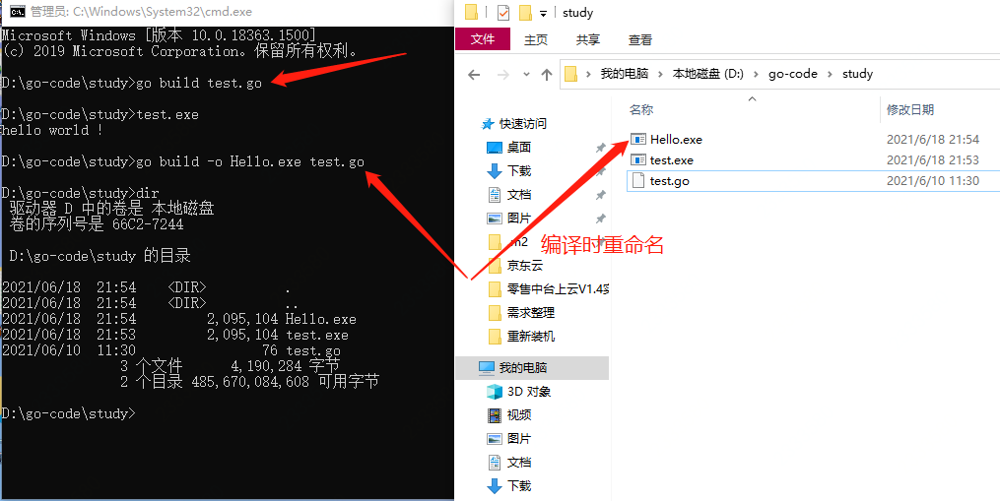 管理员: C:\Windows\System32\cmd.exe
Microsoft Windows [版本 10.0.18363.1500]
(c) 2019 Microsoft Corporation。保留所有权利。
D:\go-code\study>go build test.go
D:\go-code\study>test.exe
hello world !
D:\go-code\study>go build -o Hello.exe test.go
D:\go-code\study>dir
驱动器 D 中的卷是 本地磁盘
卷的序列号是 66C2-7244
D:\go-code\study 的目录
2021/06/18 21:54 <DIR> .
2021/06/18 21:54 <DIR> ..
2021/06/18 21:54 2,095,104 Hello.exe
2021/06/18 21:53 2,095,104 test.exe
2021/06/10 11:30 76 test.go
3 个文件 4,190,284 字节
2 个目录 485,670,084,608 可用字节
D:\go-code\study>
study
文件 主页 共享 查看
我的电脑 本地磁盘 (D:) go-code study
名称 修改日期
Hello.exe 2021/6/18 21:54
test.exe 2021/6/18 21:53
test.go 2021/6/10 11:30
快速访问
桌面
下载
文档
图片
m2
编译时重命名
京东云
零售中台上云V1.4
需求整理
重新装机
我的电脑
3D 对象
视频
图片
文档
下载